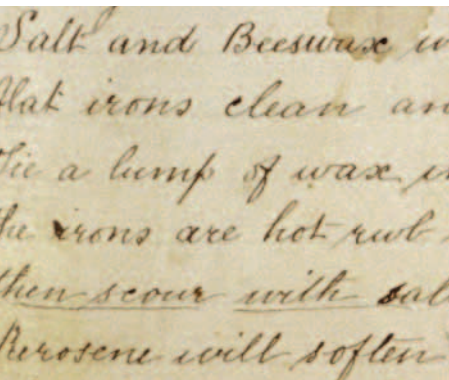 Salt and Beeswax w
flat irons clean an
Tie a lump of wax in
The irons are hot rub
then scour with sal
Kerosene will soften